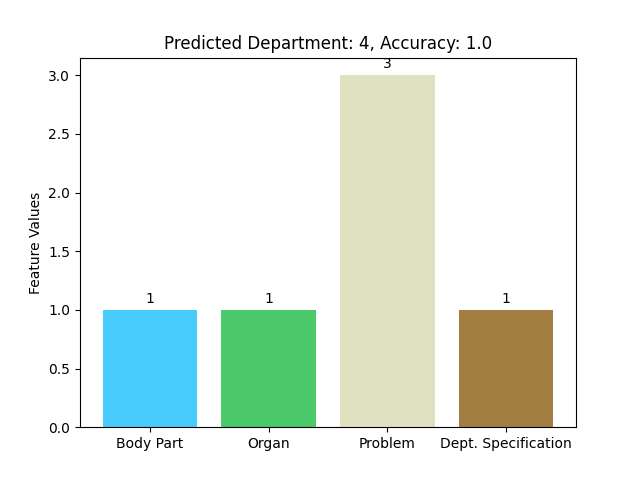 Predicted Department: 4, Accuracy: 1.0
3.0
2.5
2.0
1.5
1.0
0.5
0.0
Feature Values
1
1
3
1
Body Part
Organ
Problem
Dept. Specification